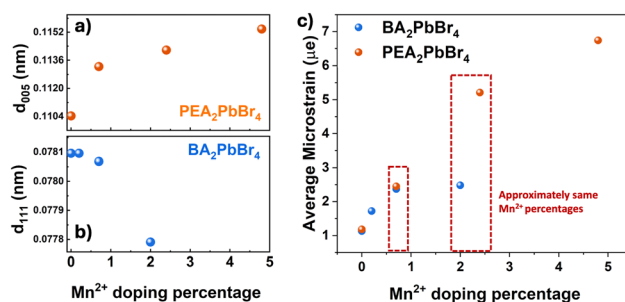 a)
0.1152
0.1136
0.1120
0.1104
d005 (nm)
PEA2PbBr4
BA2PbBr4
0.0781
0.0780
0.0779
0.0778
d111 (nm)
b)
0 1 2 3 4 5
Mn2+ doping percentage
c)
BA2PbBr4
PEA2PbBr4
7
6
5
4
3
2
1
Average Microstrain (με)
Approximately same
Mn2+ percentages
0 1 2 3 4 5
Mn2+ doping percentage